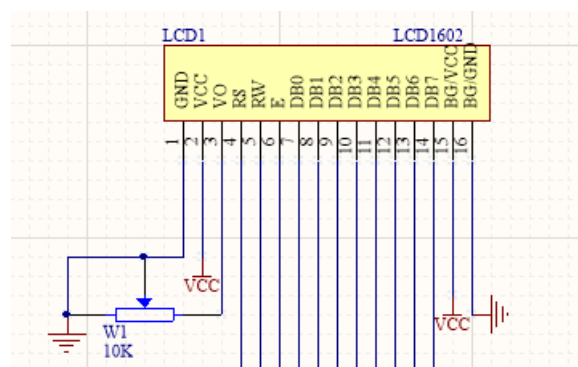 LCD1 LCD1602
GND VCC VO RS RW E DB0 DB1 DB2 DB3 DB4 DB5 DB6 DB7 BG/VCC BG/GND
1 2 3 4 5 6 7 8 9 10 11 12 13 14 15 16
VCC
VCC
W1
10K